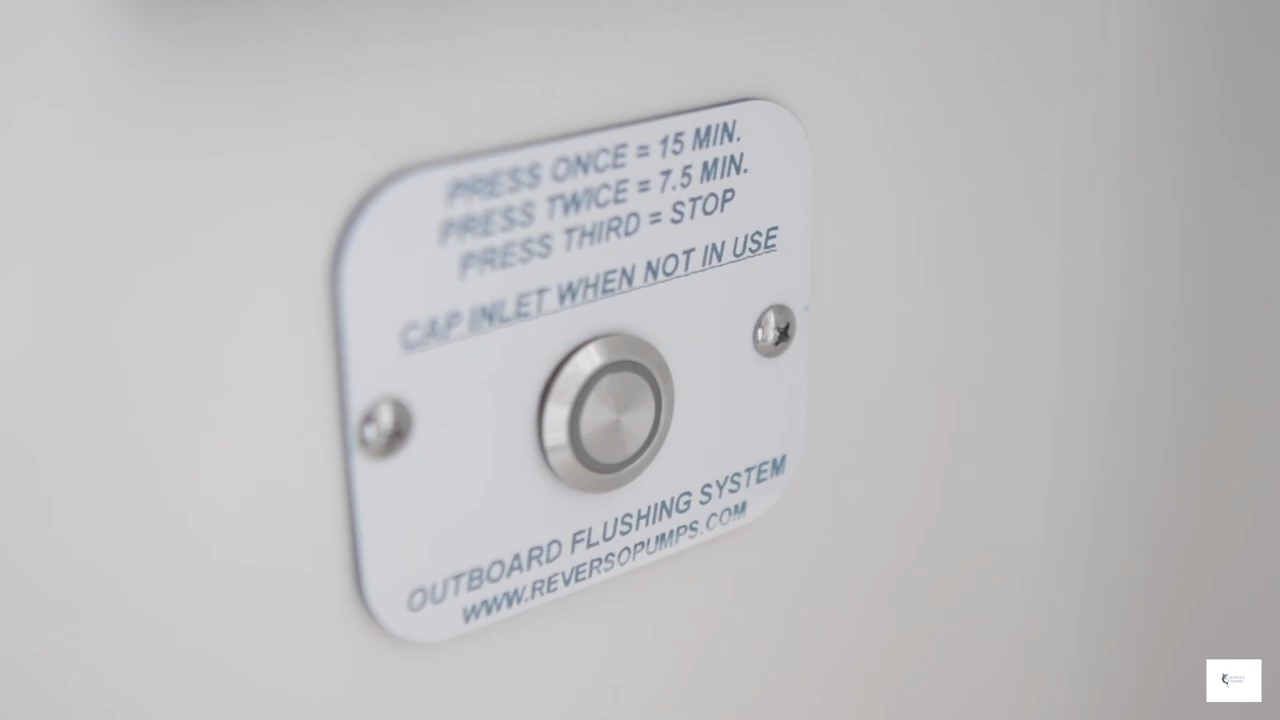 PRESS ONCE = 15 MIN.
PRESS TWICE = 7.5 MIN.
PRESS THIRD = STOP
CAP INLET WHEN NOT IN USE
OUTBOARD FLUSHING SYSTEM
WWW.REVERSOPUMPS.COM